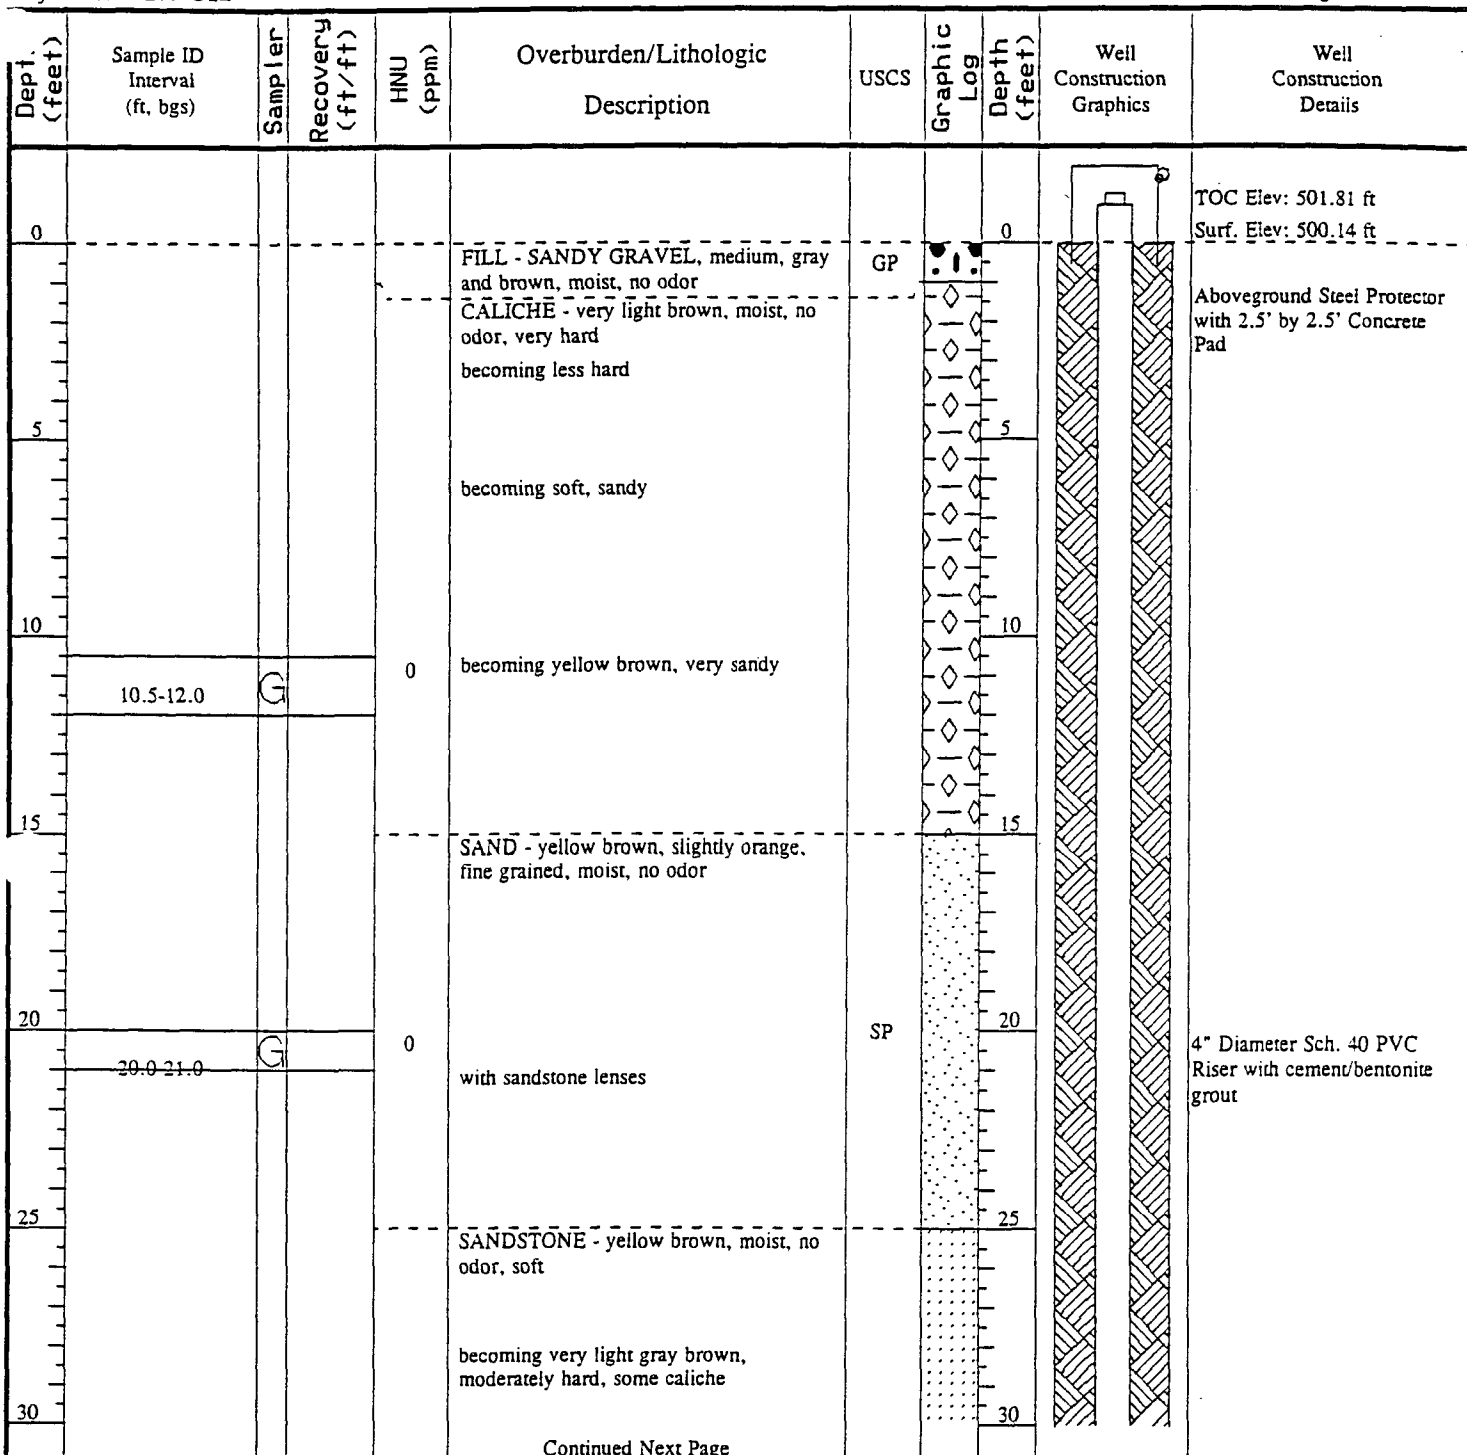 Dept. (feet)
Sample ID
Interval
(ft, bgs)
Sampler
Recovery (ft/ft)
HNU (ppm)
Overburden/Lithologic
Description
USCS
Graphic Log
Depth (feet)
Well
Construction
Graphics
Well
Construction
Details
TOC Elev: 501.81 ft
Surf. Elev: 500.14 ft
0
0
FILL - SANDY GRAVEL, medium, gray
and brown, moist, no odor
GP
CALICHE - very light brown, moist, no
odor, very hard
Aboveground Steel Protector
with 2.5' by 2.5' Concrete
Pad
becoming less hard
5
5
becoming soft, sandy
10
10
10.5-12.0
G
0
becoming yellow brown, very sandy
15
15
SAND - yellow brown, slightly orange,
fine grained, moist, no odor
20
20
20.0-21.0
G
0
SP
with sandstone lenses
4" Diameter Sch. 40 PVC
Riser with cement/bentonite
grout
25
25
SANDSTONE - yellow brown, moist, no
odor, soft
becoming very light gray brown,
moderately hard, some caliche
30
30
Continued Next Page